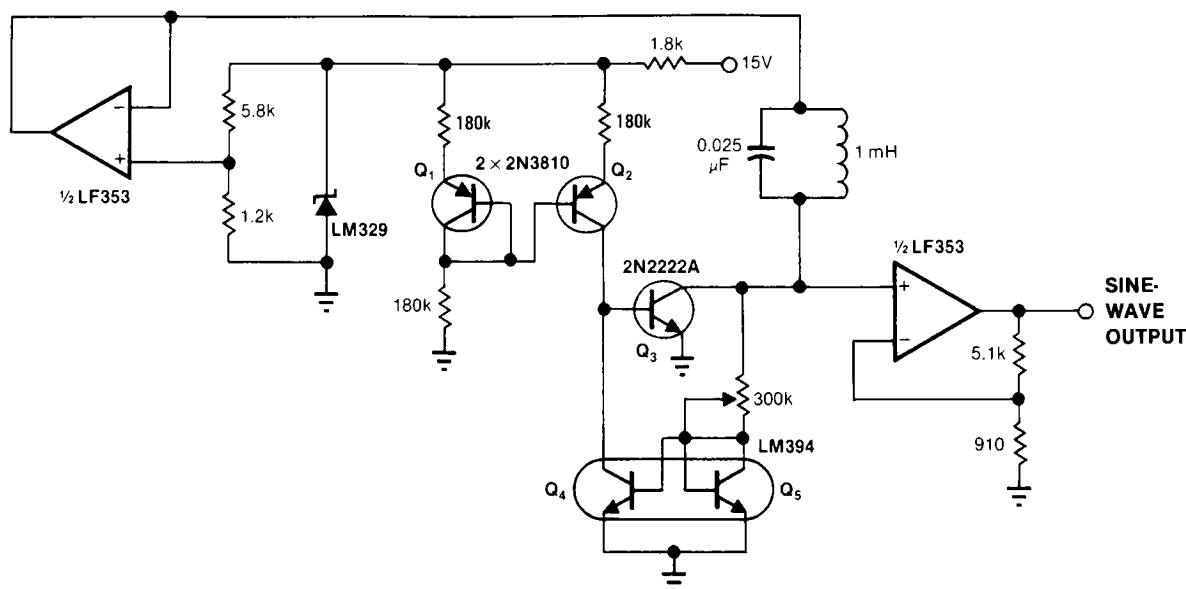 1.8k
15V
5.8k
180k
180k
2 × 2N3810
Q1
Q2
0.025
µF
1 mH
−
+
½ LF353
1.2k
LM329
½ LF353
2N2222A
180k
Q3
+
−
SINE-
WAVE
OUTPUT
5.1k
300k
LM394
910
Q4
Q5